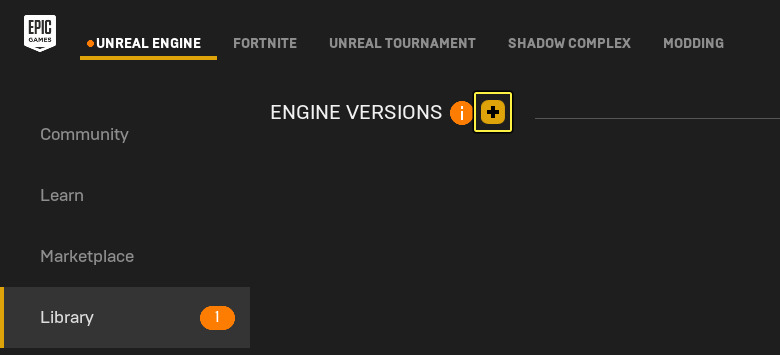 EPIC
GAMES
UNREAL ENGINE FORTNITE UNREAL TOURNAMENT SHADOW COMPLEX MODDING
ENGINE VERSIONS i
Community
Learn
Marketplace
Library 1